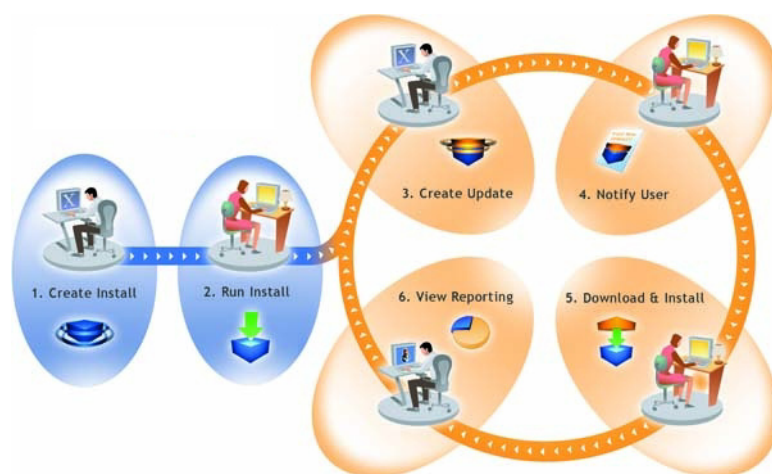 1. Create Install
2. Run Install
3. Create Update
4. Notify User
5. Download & Install
6. View Reporting
X
X